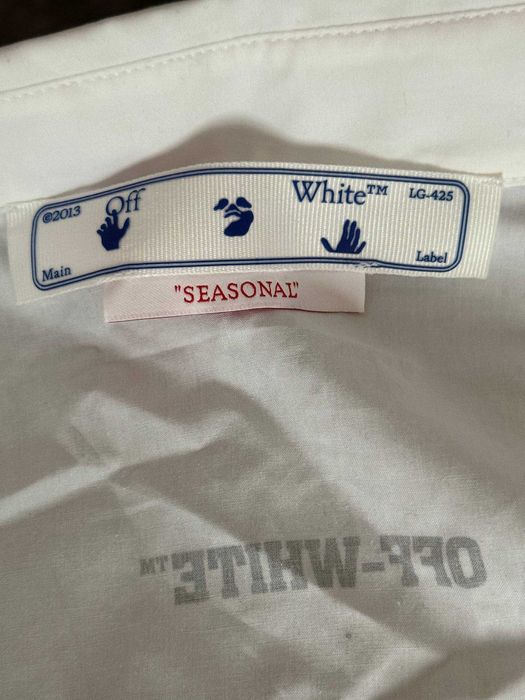 ©2013 Off White™ LG-425
Main Label
"SEASONAL"
OFF-WHITE™